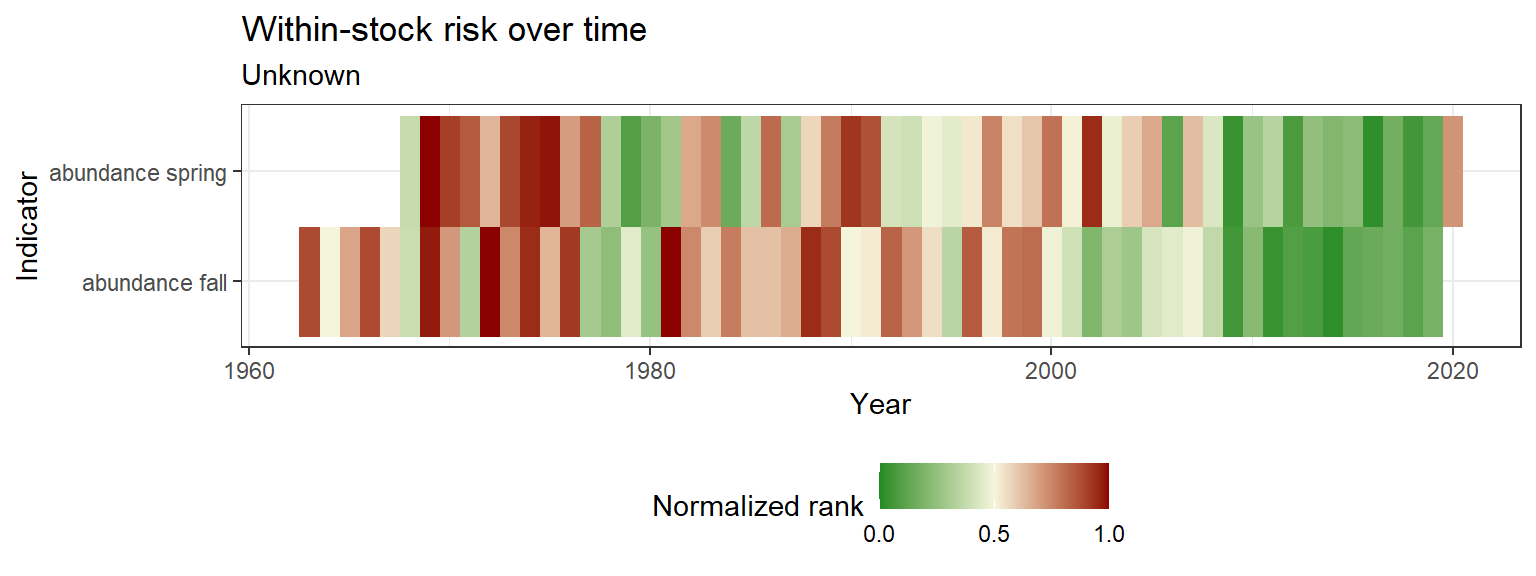 Within-stock risk over time
Unknown
Indicator
abundance spring
abundance fall
1960 1980 2000 2020
Year
Normalized rank
0.0 0.5 1.0